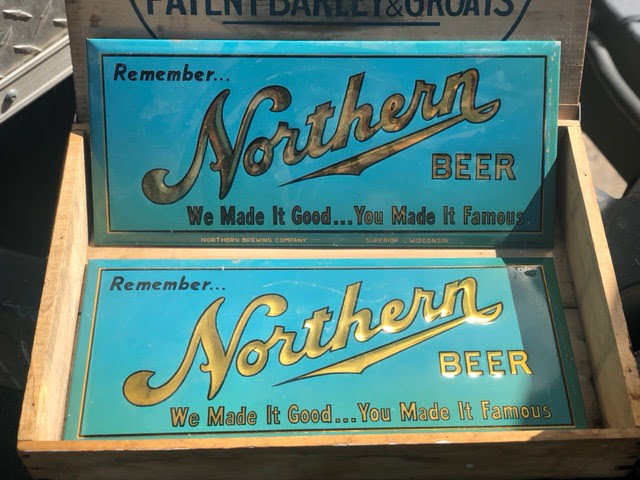 PATENT BARLEY & GROATS
Remember...
Northern
BEER
We Made It Good...You Made It Famous
NORTHERN BREWING COMPANY SUPERIOR . WISCONSIN
Remember...
Northern
BEER
We Made It Good...You Made It Famous